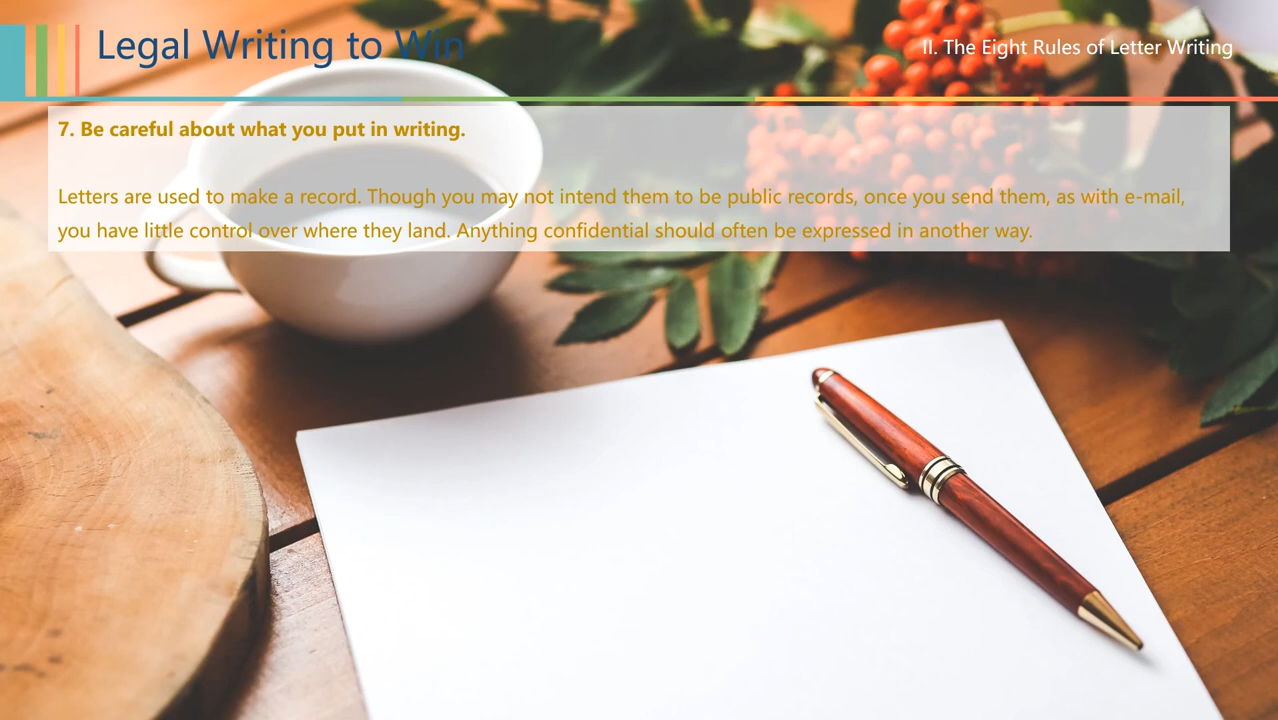 Legal Writing to Win
II. The Eight Rules of Letter Writing
7. Be careful about what you put in writing.
Letters are used to make a record. Though you may not intend them to be public records, once you send them, as with e-mail,
you have little control over where they land. Anything confidential should often be expressed in another way.